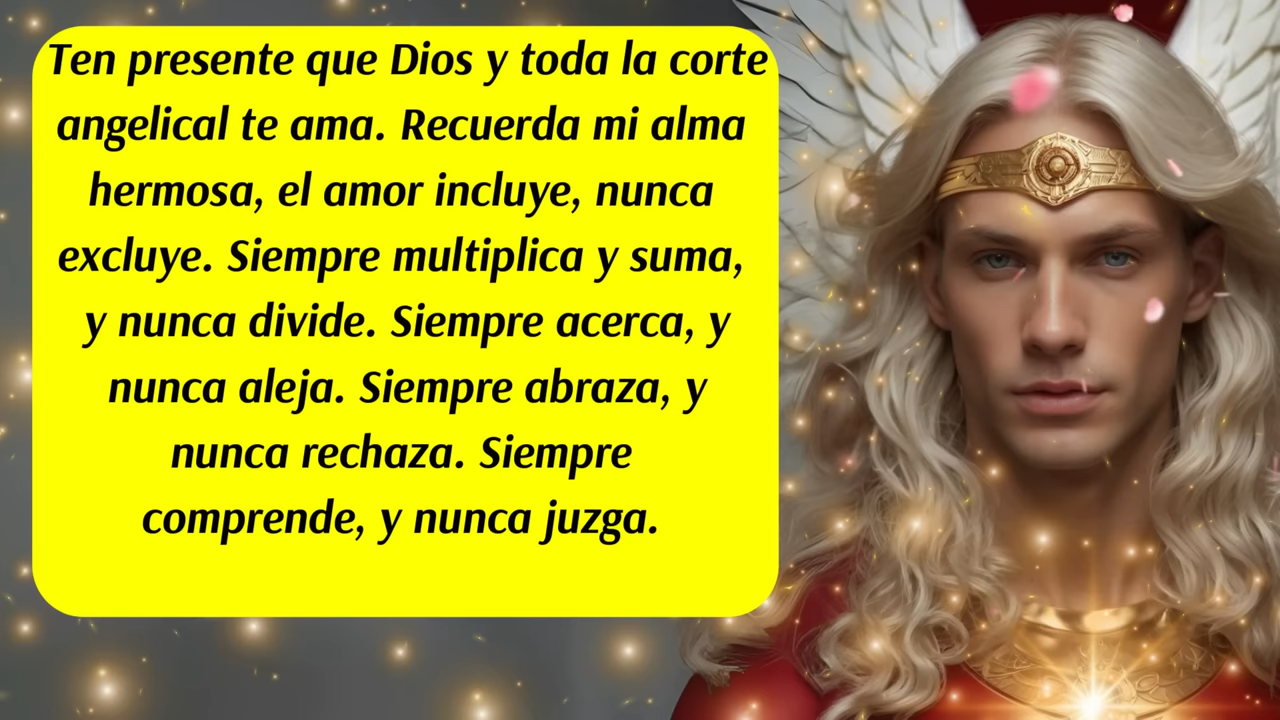 Ten presente que Dios y toda la corte
angelical te ama. Recuerda mi alma
hermosa, el amor incluye, nunca
excluye. Siempre multiplica y suma,
y nunca divide. Siempre acerca, y
nunca aleja. Siempre abraza, y
nunca rechaza. Siempre
comprende, y nunca juzga.